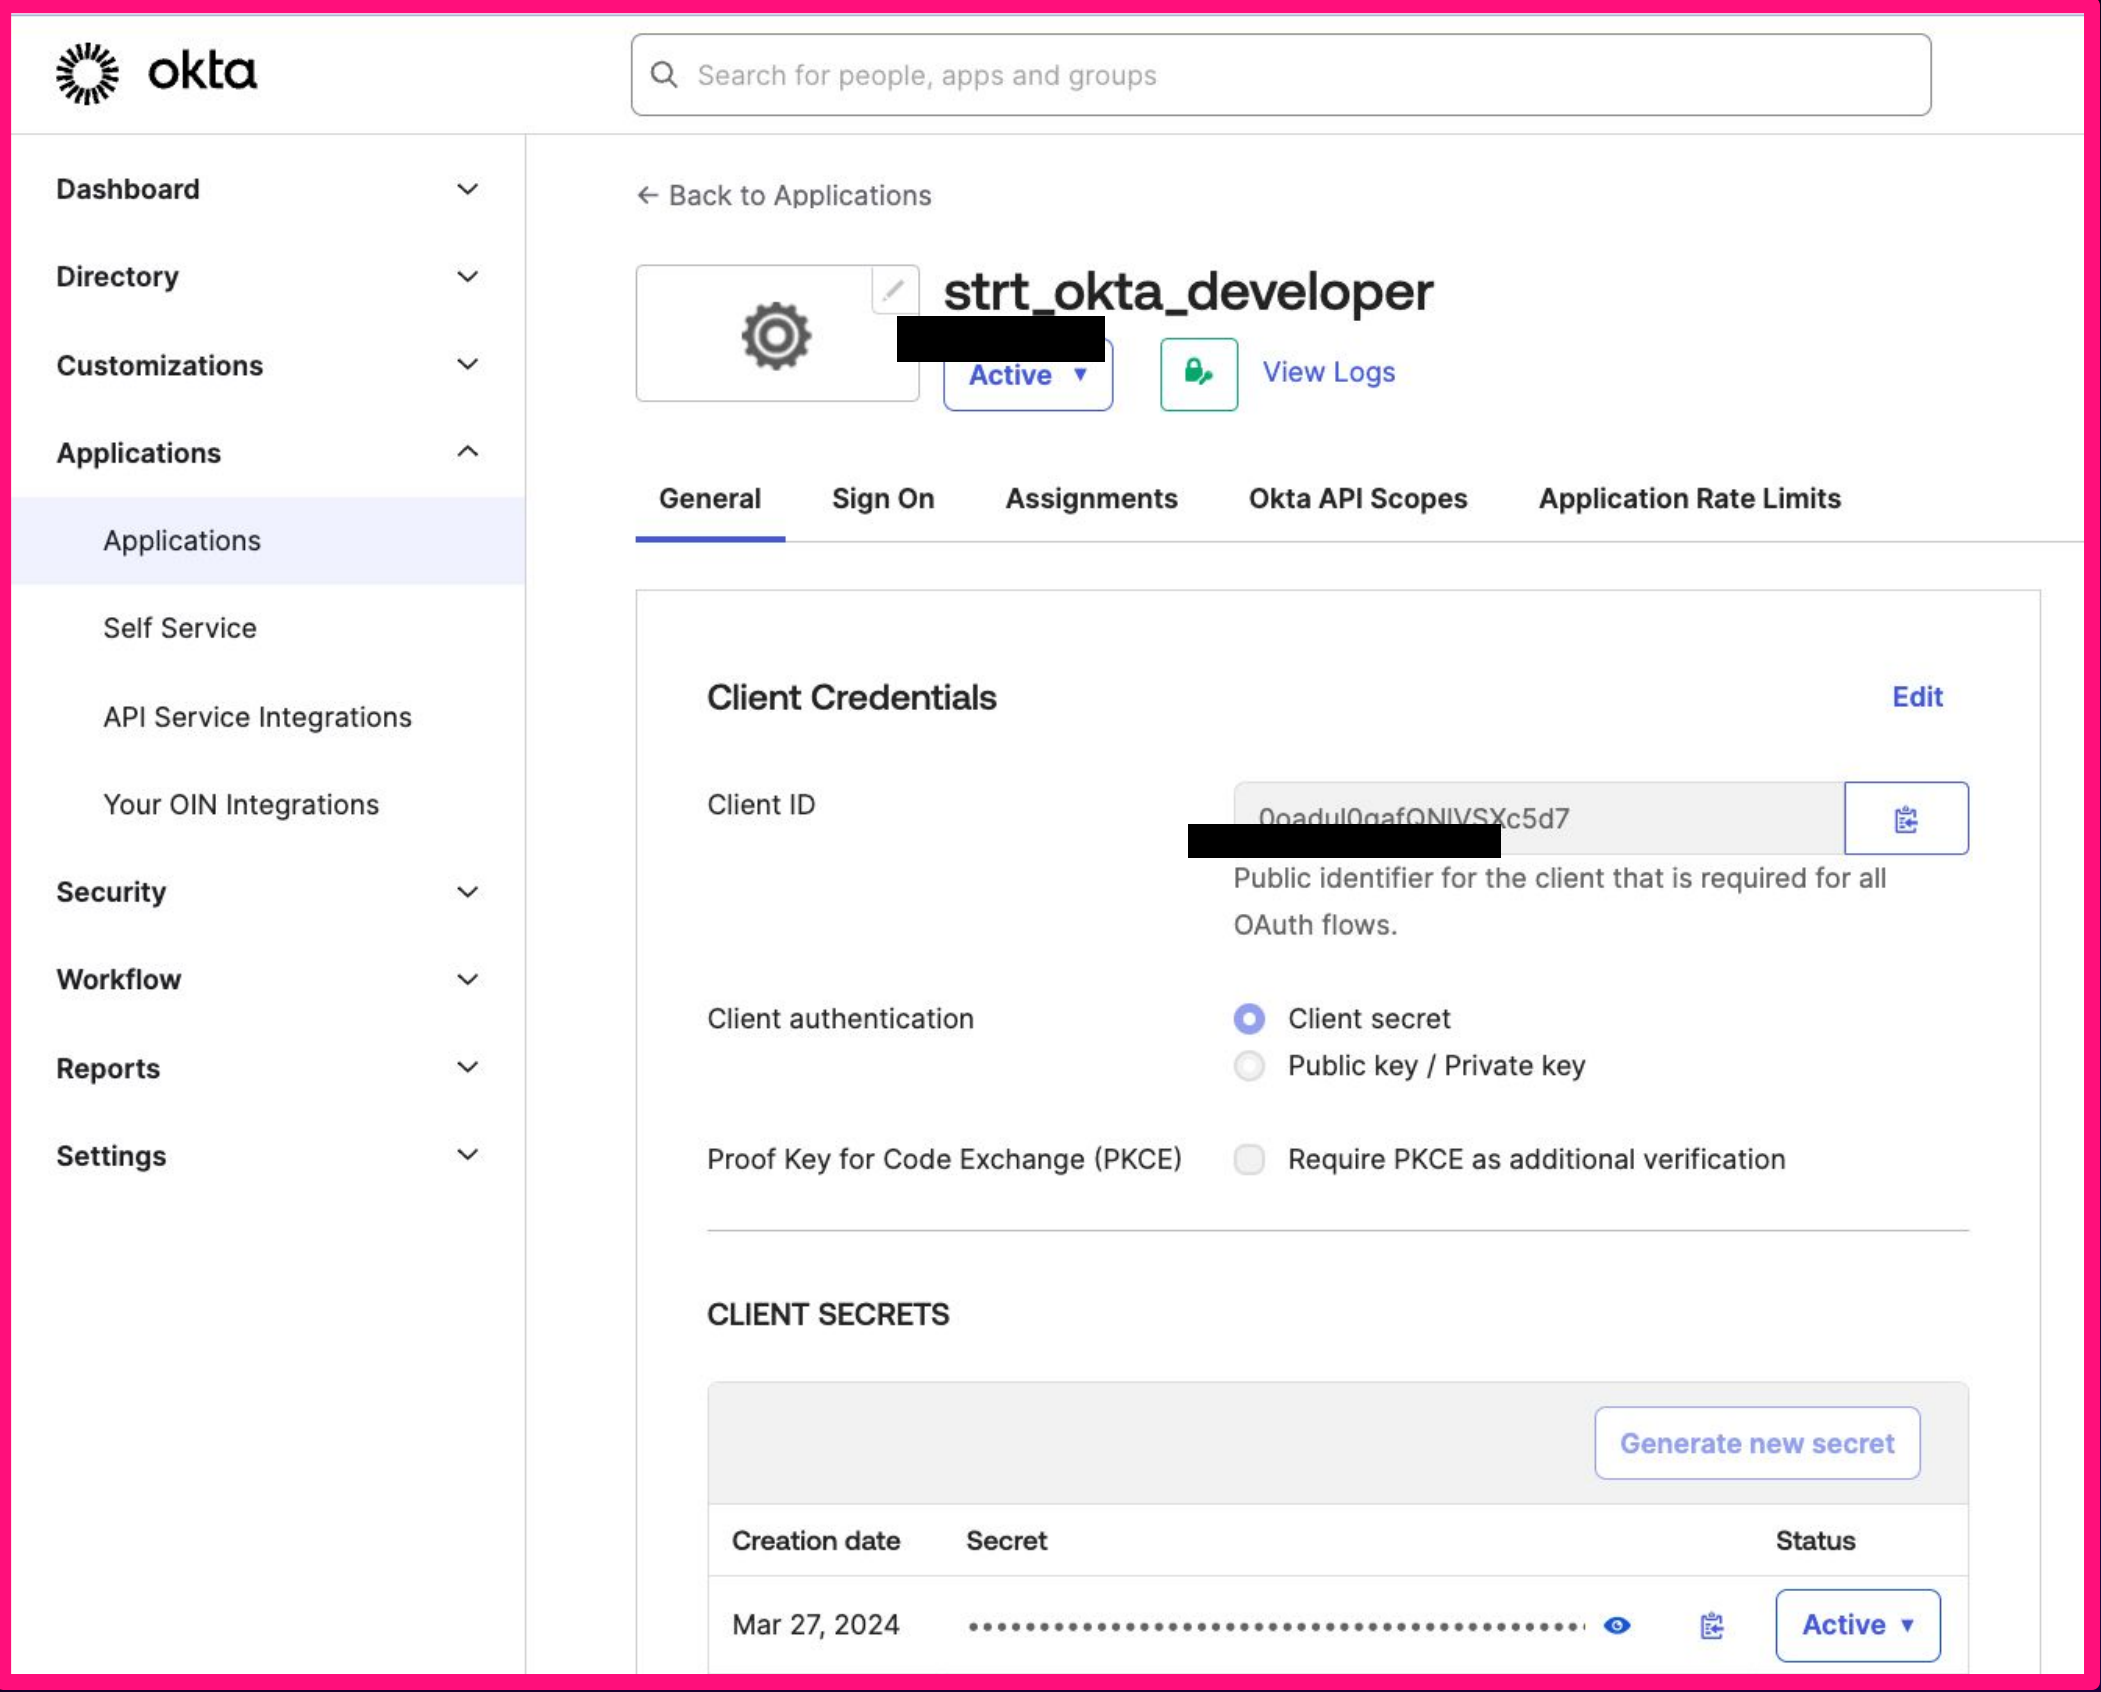 okta
Search for people, apps and groups
Dashboard
Directory
Customizations
Applications
Applications
Self Service
API Service Integrations
Your OIN Integrations
Security
Workflow
Reports
Settings
← Back to Applications
strt_okta_developer
Active ▼
View Logs
General Sign On Assignments Okta API Scopes Application Rate Limits
Client Credentials
Edit
Client ID
Public identifier for the client that is required for all
OAuth flows.
Client authentication
Client secret
Public key / Private key
Proof Key for Code Exchange (PKCE)
Require PKCE as additional verification
CLIENT SECRETS
Generate new secret
Creation date Secret Status
Mar 27, 2024 Active ▼